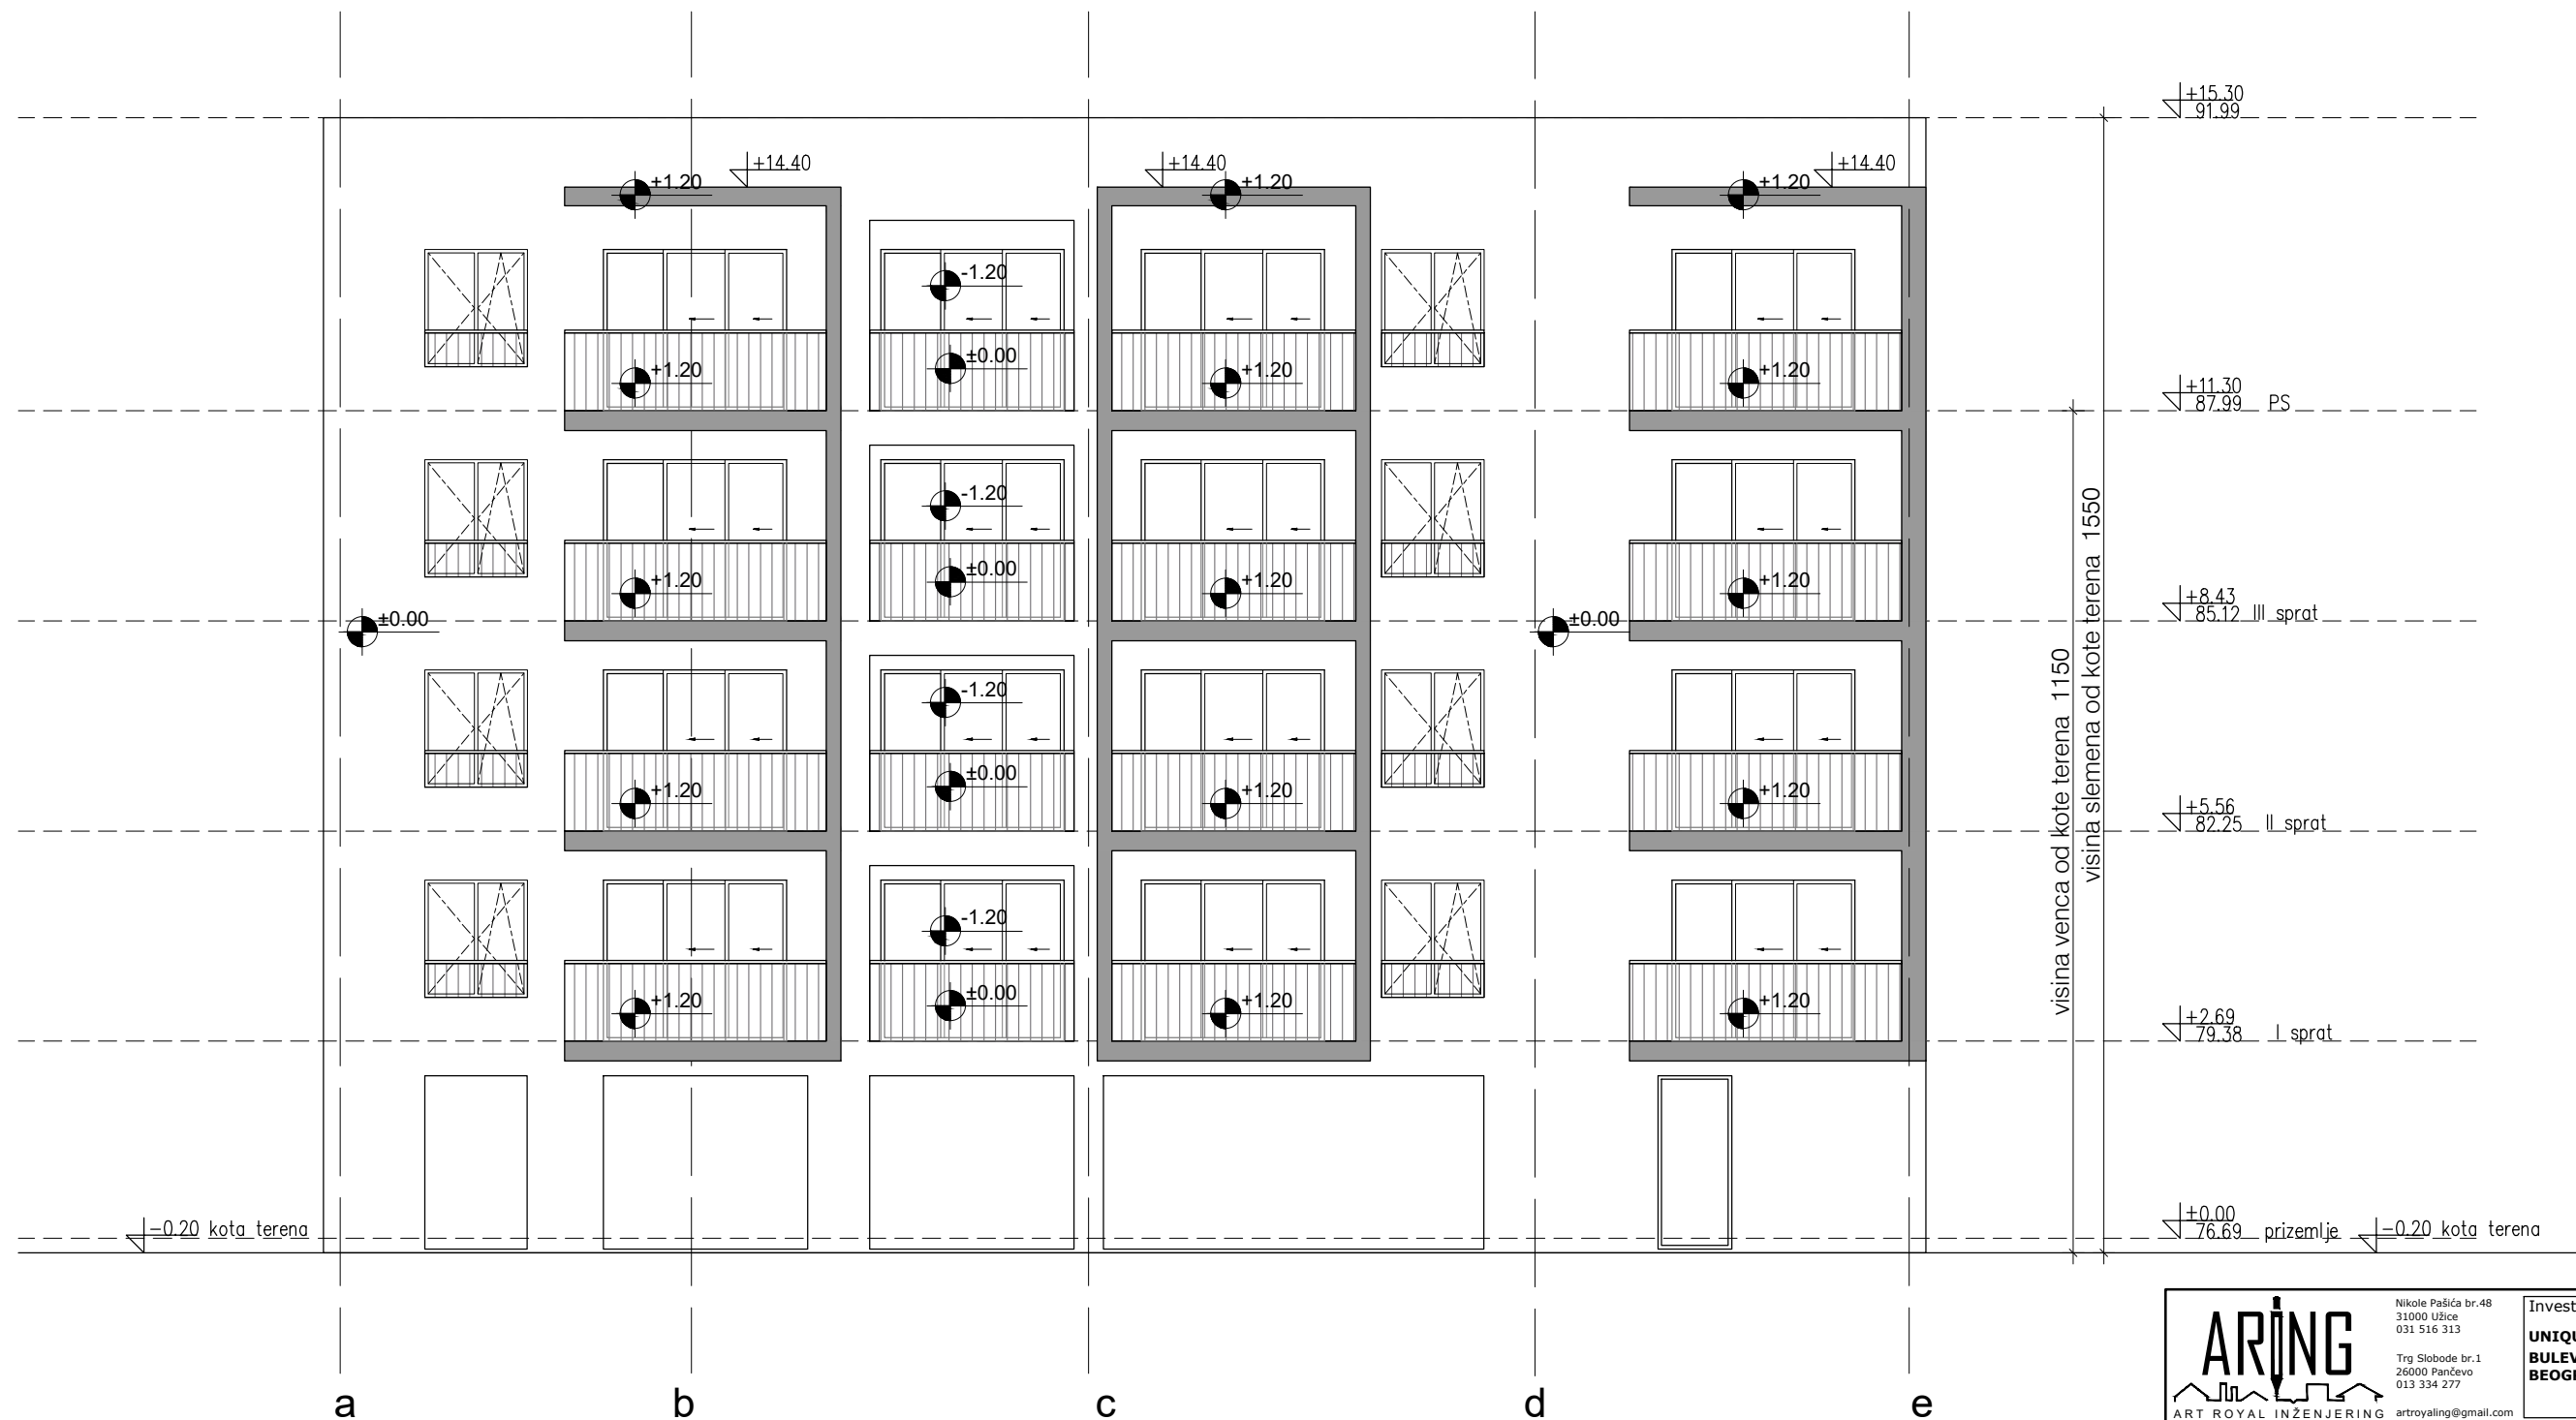 +15.30
91.99
+14.40
+14.40
+14.40
+1.20
+1.20
+1.20
-1.20
±0.00
+1.20
+1.20
+1.20
+11.30
87.99 PS
-1.20
±0.00
+1.20
+1.20
+1.20
+8.43
85.12 III sprat
±0.00
±0.00
-1.20
±0.00
+1.20
+1.20
+1.20
+5.56
82.25 II sprat
-1.20
±0.00
+1.20
+1.20
+1.20
+2.69
79.38 I sprat
visina venca od kote terena 1150
visina slemena od kote terena 1550
-0.20 kota terena
±0.00
76.69 prizemlje
-0.20 kota terena
a b c d e
ARING
ART ROYAL INŽENJERING
Nikole Pašića br.48
31000 Užice
031 516 313
Trg Slobode br.1
26000 Pančevo
013 334 277
artroyaling@gmail.com
Invest
UNIQU
BULEV
BEOG